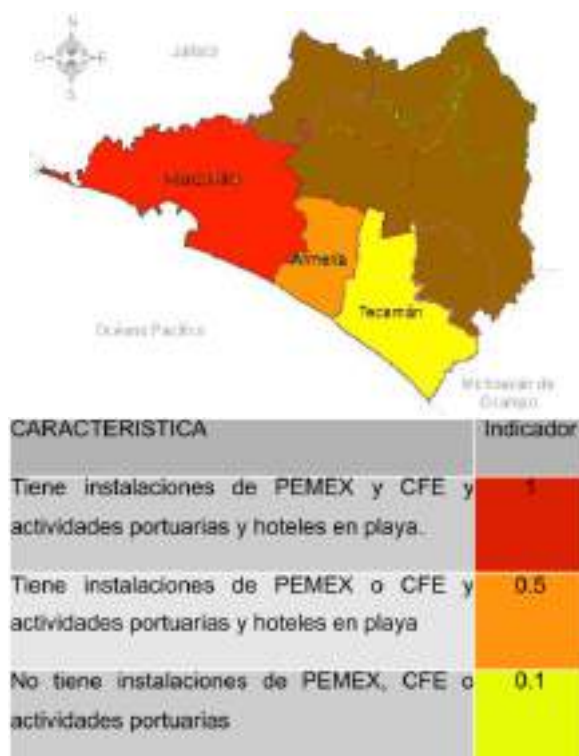 N
E
S
Jalisco
Manzanillo
Armería
Tecomán
Océano Pacífico
Michoacán de
Ocampo
CARACTERISTICA Indicador
Tiene instalaciones de PEMEX y CFE y 1
actividades portuarias y hoteles en playa.
Tiene instalaciones de PEMEX o CFE y 0.5
actividades portuarias y hoteles en playa
No tiene instalaciones de PEMEX, CFE o 0.1
actividades portuarias